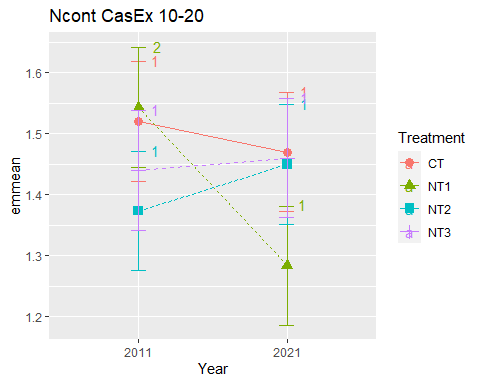 Ncont CasEx 10-20
2
1
1.6
1
1
1
1
1
1.5
1
1.4
1
1.3
1.2
emmean
2011
2021
Year
Treatment
a CT
a NT1
a NT2
a NT3